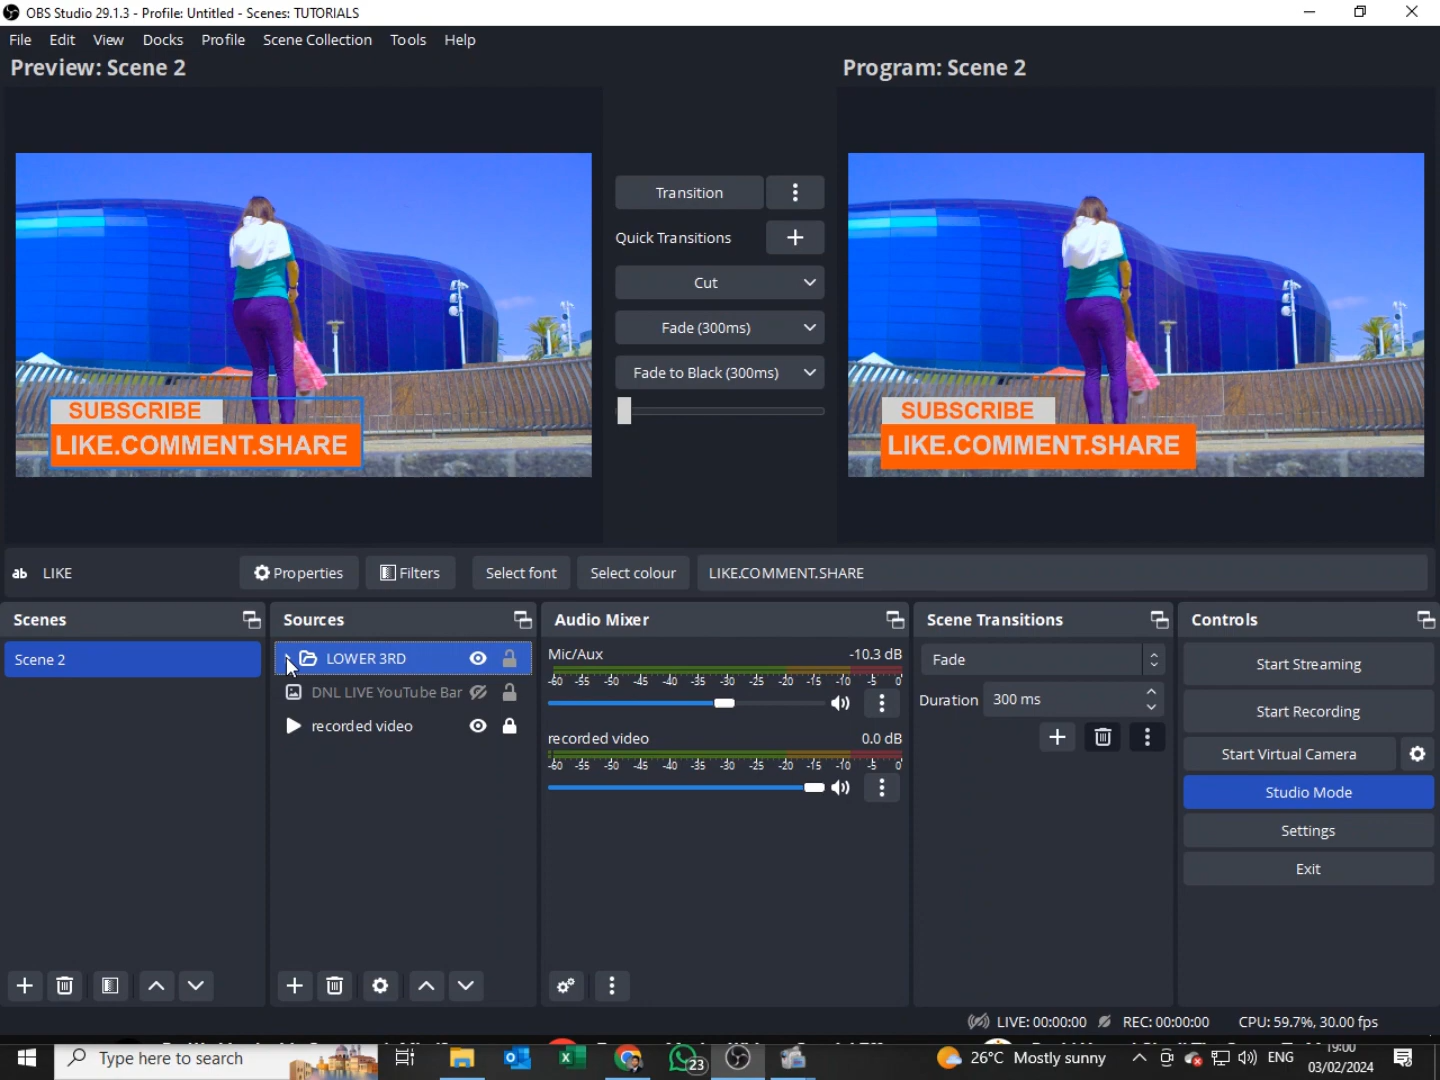 OBS Studio 29.1.3 - Profile: Untitled - Scenes: TUTORIALS
File Edit View Docks Profile Scene Collection Tools Help
Preview: Scene 2
Program: Scene 2
SUBSCRIBE
LIKE.COMMENT.SHARE
Transition
Quick Transitions
Cut
Fade (300ms)
Fade to Black (300ms)
SUBSCRIBE
LIKE.COMMENT.SHARE
ab LIKE Properties Filters Select font Select colour LIKE.COMMENT.SHARE
Scenes
Scene 2
Sources
LOWER 3RD
DNL LIVE YouTube Bar
recorded video
Audio Mixer
Mic/Aux -10.3 dB
-60 -55 -50 -45 -40 -35 -30 -25 -20 -15 -10 -5 0
recorded video 0.0 dB
-60 -55 -50 -45 -40 -35 -30 -25 -20 -15 -10 -5 0
Scene Transitions
Fade
Duration 300 ms
Controls
Start Streaming
Start Recording
Start Virtual Camera
Studio Mode
Settings
Exit
LIVE: 00:00:00 REC: 00:00:00 CPU: 59.7%, 30.00 fps
Type here to search
23
26°C Mostly sunny
ENG
19:00
03/02/2024